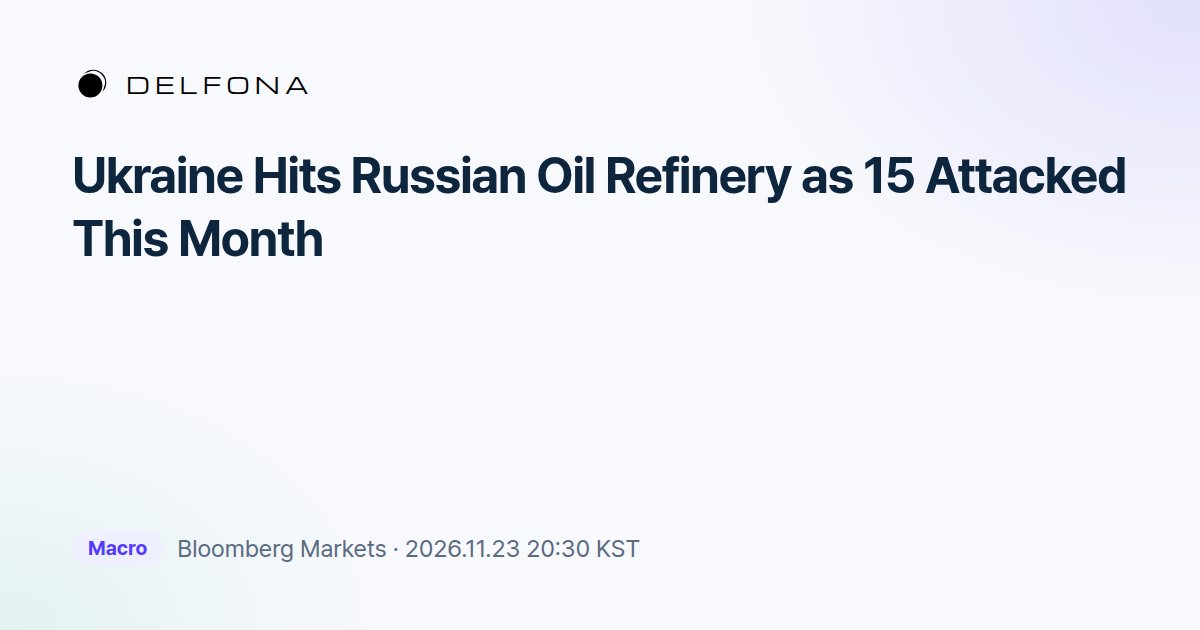 DELFONA
Ukraine Hits Russian Oil Refinery as 15 Attacked
This Month
Macro Bloomberg Markets · 2026.11.23 20:30 KST